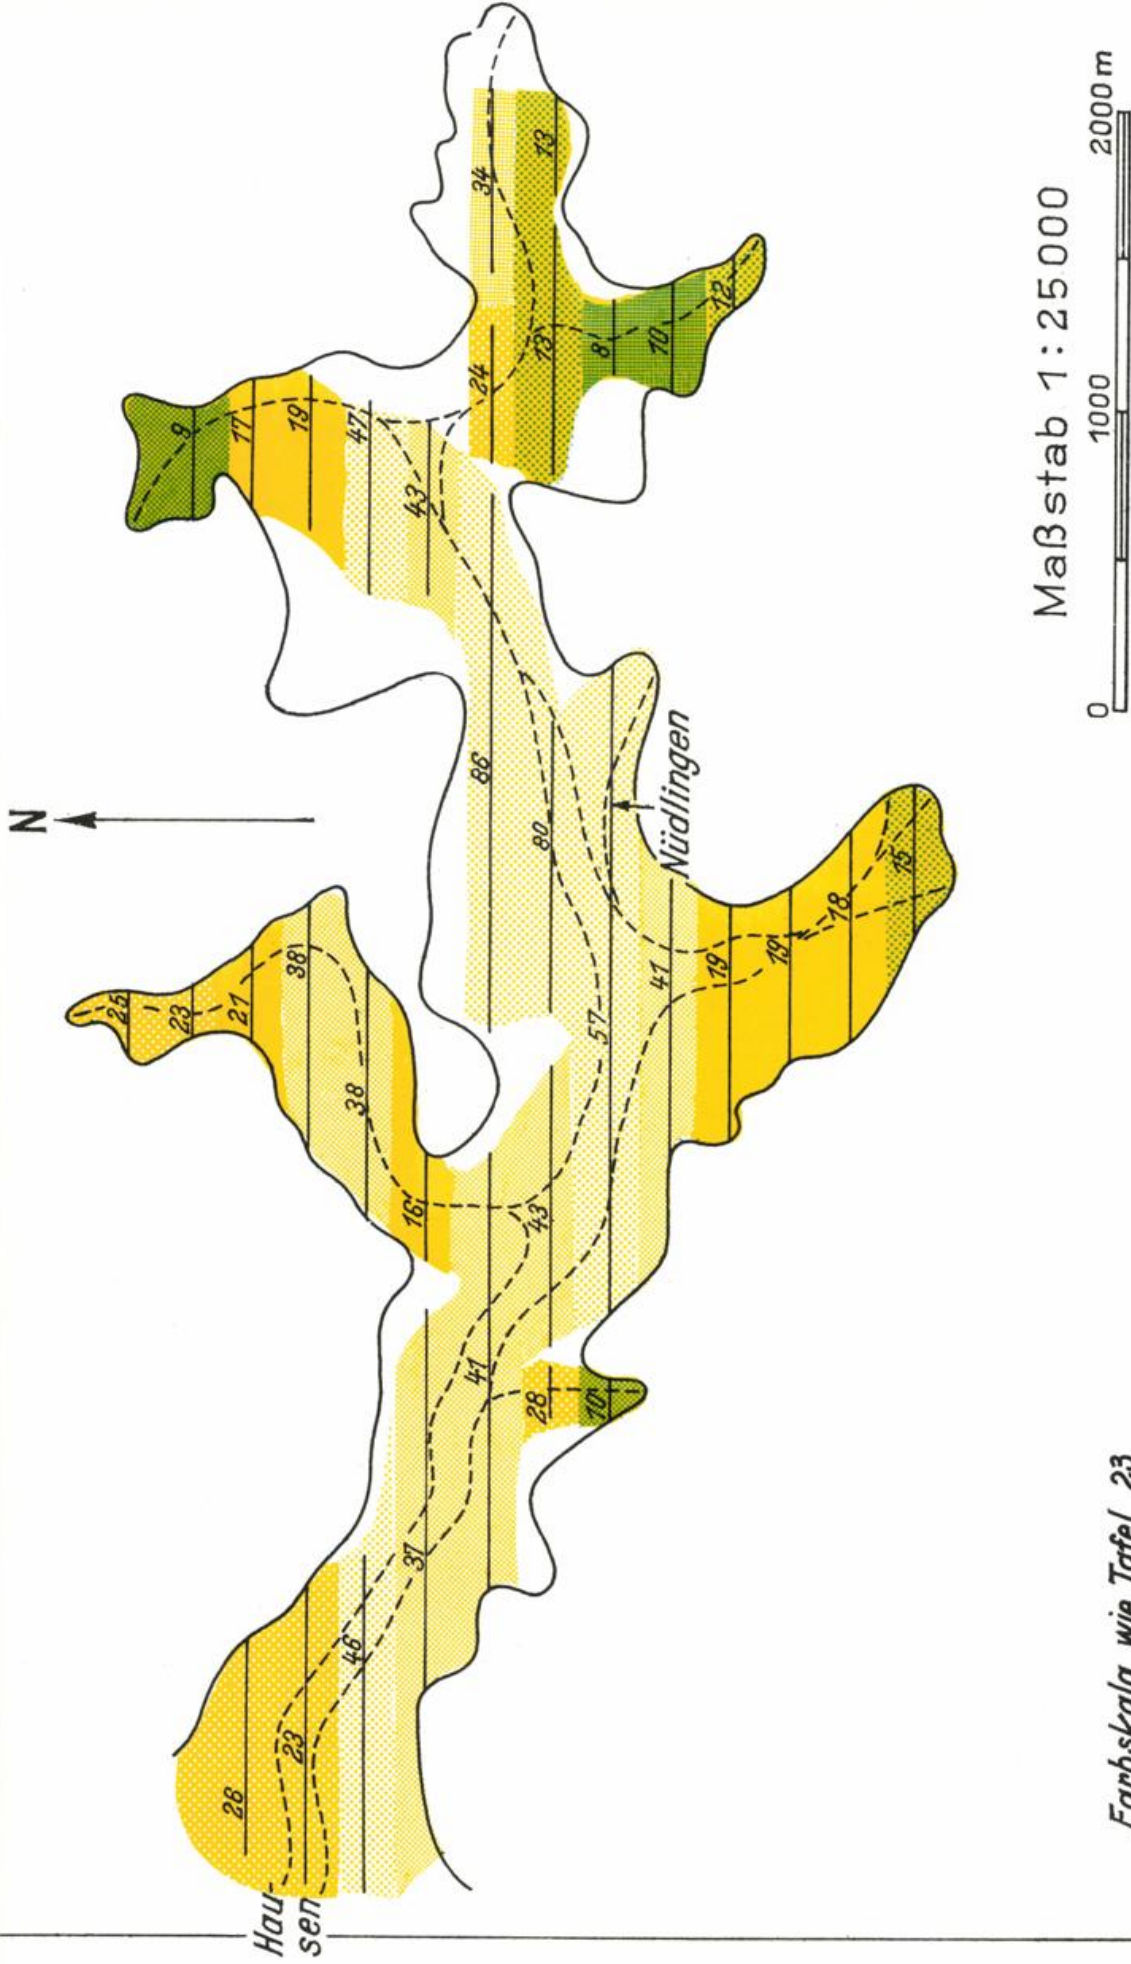 N
25
23 9
26 21 17
Hau
23 38 19
sen
46 38 47
37 16 43
41 86 24 34
28 43 80 13 13
10 57 8
41 10
Nüdlingen
19 12
19
18
15
Maßstab 1:25000
0 1000 2000 m
Farbskala wie Tafel 23